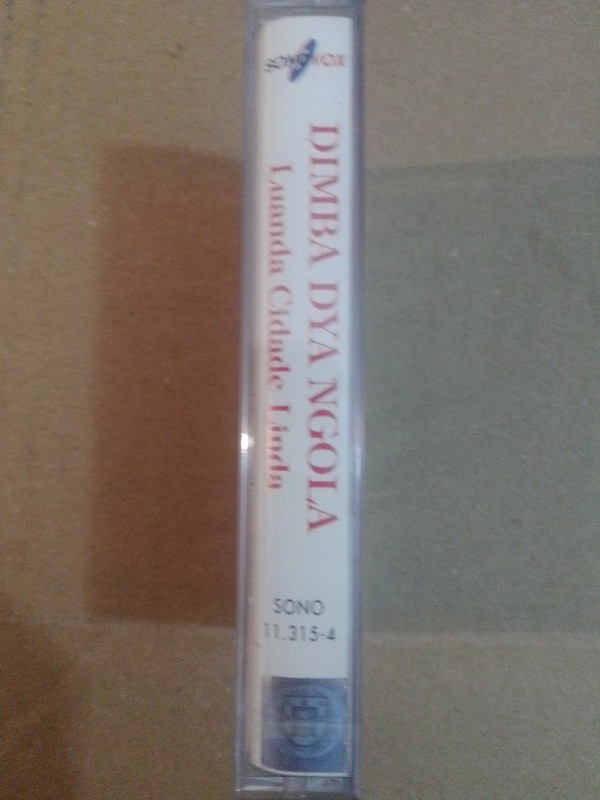 SONOVOX
DIMBA DYA NGOLA
Luanda Cidade Linda
SONO
11.315-4